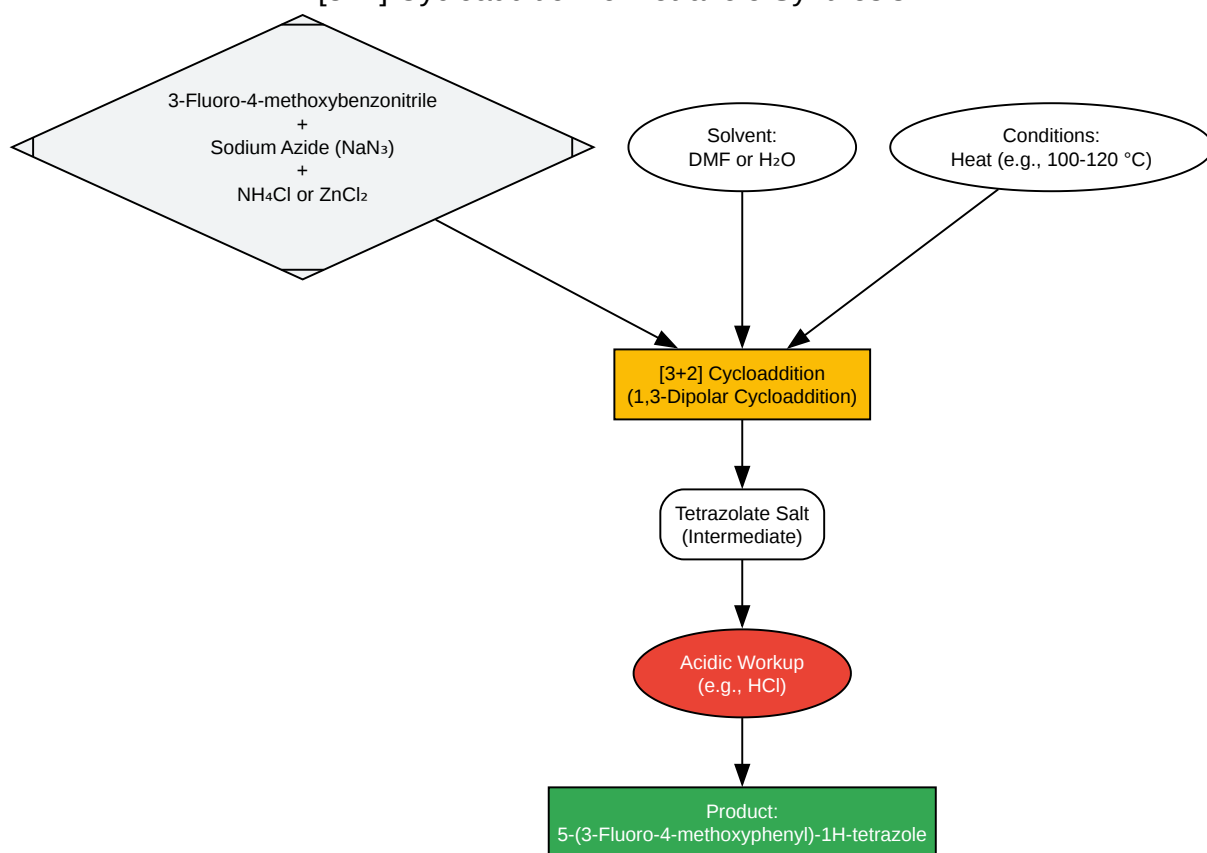 3-Fluoro-4-methoxybenzonitrile
+
Sodium Azide (NaN₃)
+
NH₄Cl or ZnCl₂
Solvent:
DMF or H₂O
Conditions:
Heat (e.g., 100-120 °C)
[3+2] Cycloaddition
(1,3-Dipolar Cycloaddition)
Tetrazolate Salt
(Intermediate)
Acidic Workup
(e.g., HCl)
Product:
5-(3-Fluoro-4-methoxyphenyl)-1H-tetrazole